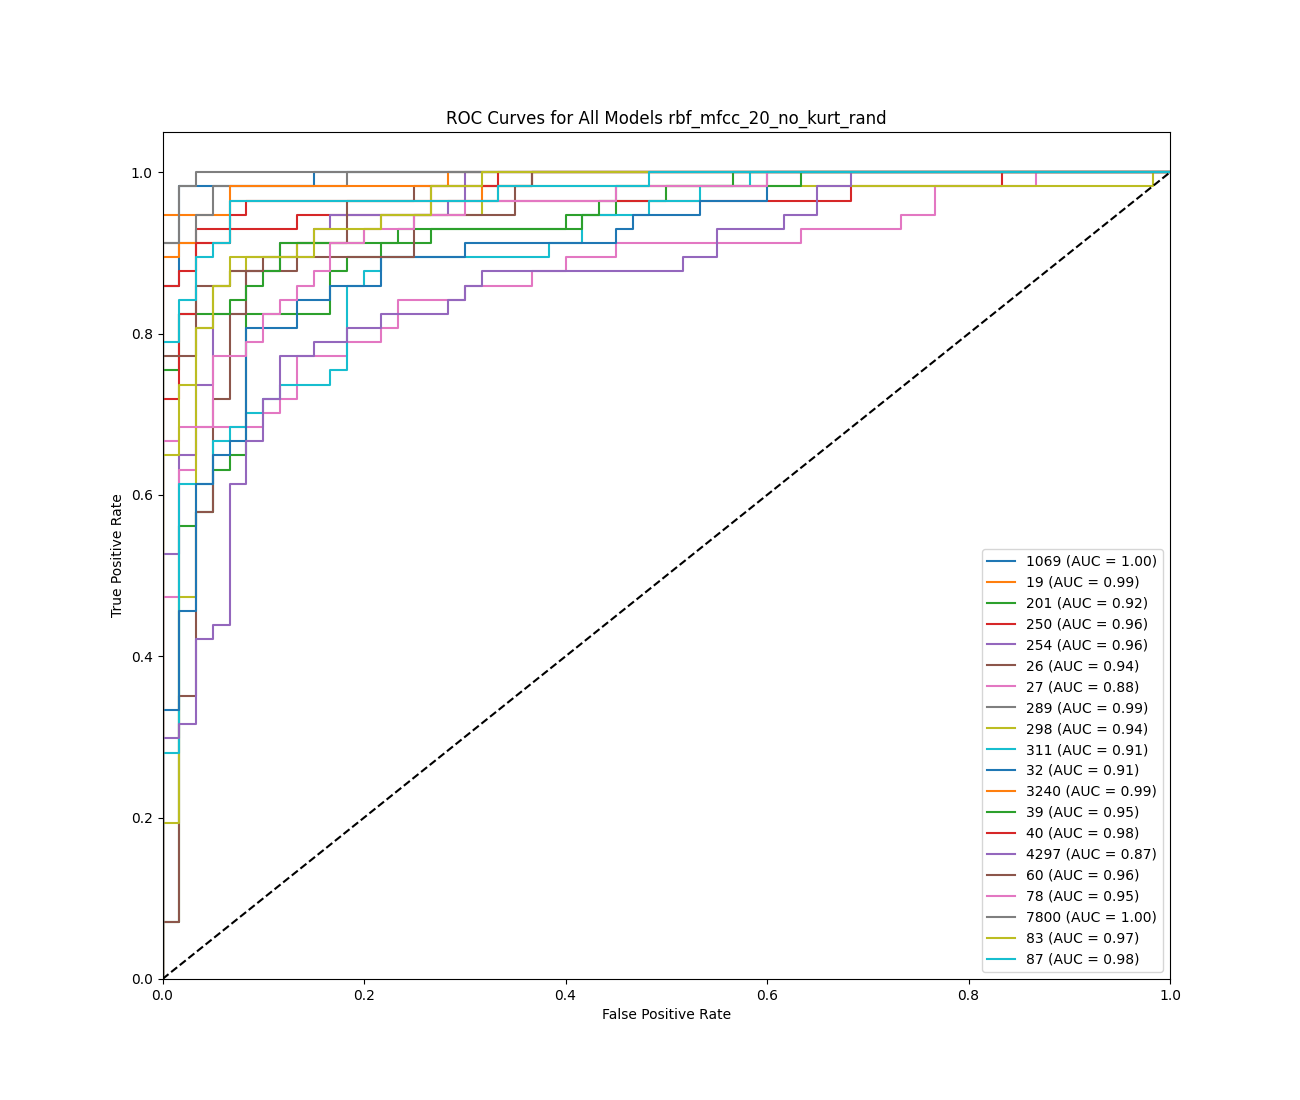 ROC Curves for All Models rbf_mfcc_20_no_kurt_rand
True Positive Rate
1.0
0.8
0.6
0.4
0.2
0.0
0.0 0.2 0.4 0.6 0.8 1.0
False Positive Rate
1069 (AUC = 1.00)
19 (AUC = 0.99)
201 (AUC = 0.92)
250 (AUC = 0.96)
254 (AUC = 0.96)
26 (AUC = 0.94)
27 (AUC = 0.88)
289 (AUC = 0.99)
298 (AUC = 0.94)
311 (AUC = 0.91)
32 (AUC = 0.91)
3240 (AUC = 0.99)
39 (AUC = 0.95)
40 (AUC = 0.98)
4297 (AUC = 0.87)
60 (AUC = 0.96)
78 (AUC = 0.95)
7800 (AUC = 1.00)
83 (AUC = 0.97)
87 (AUC = 0.98)